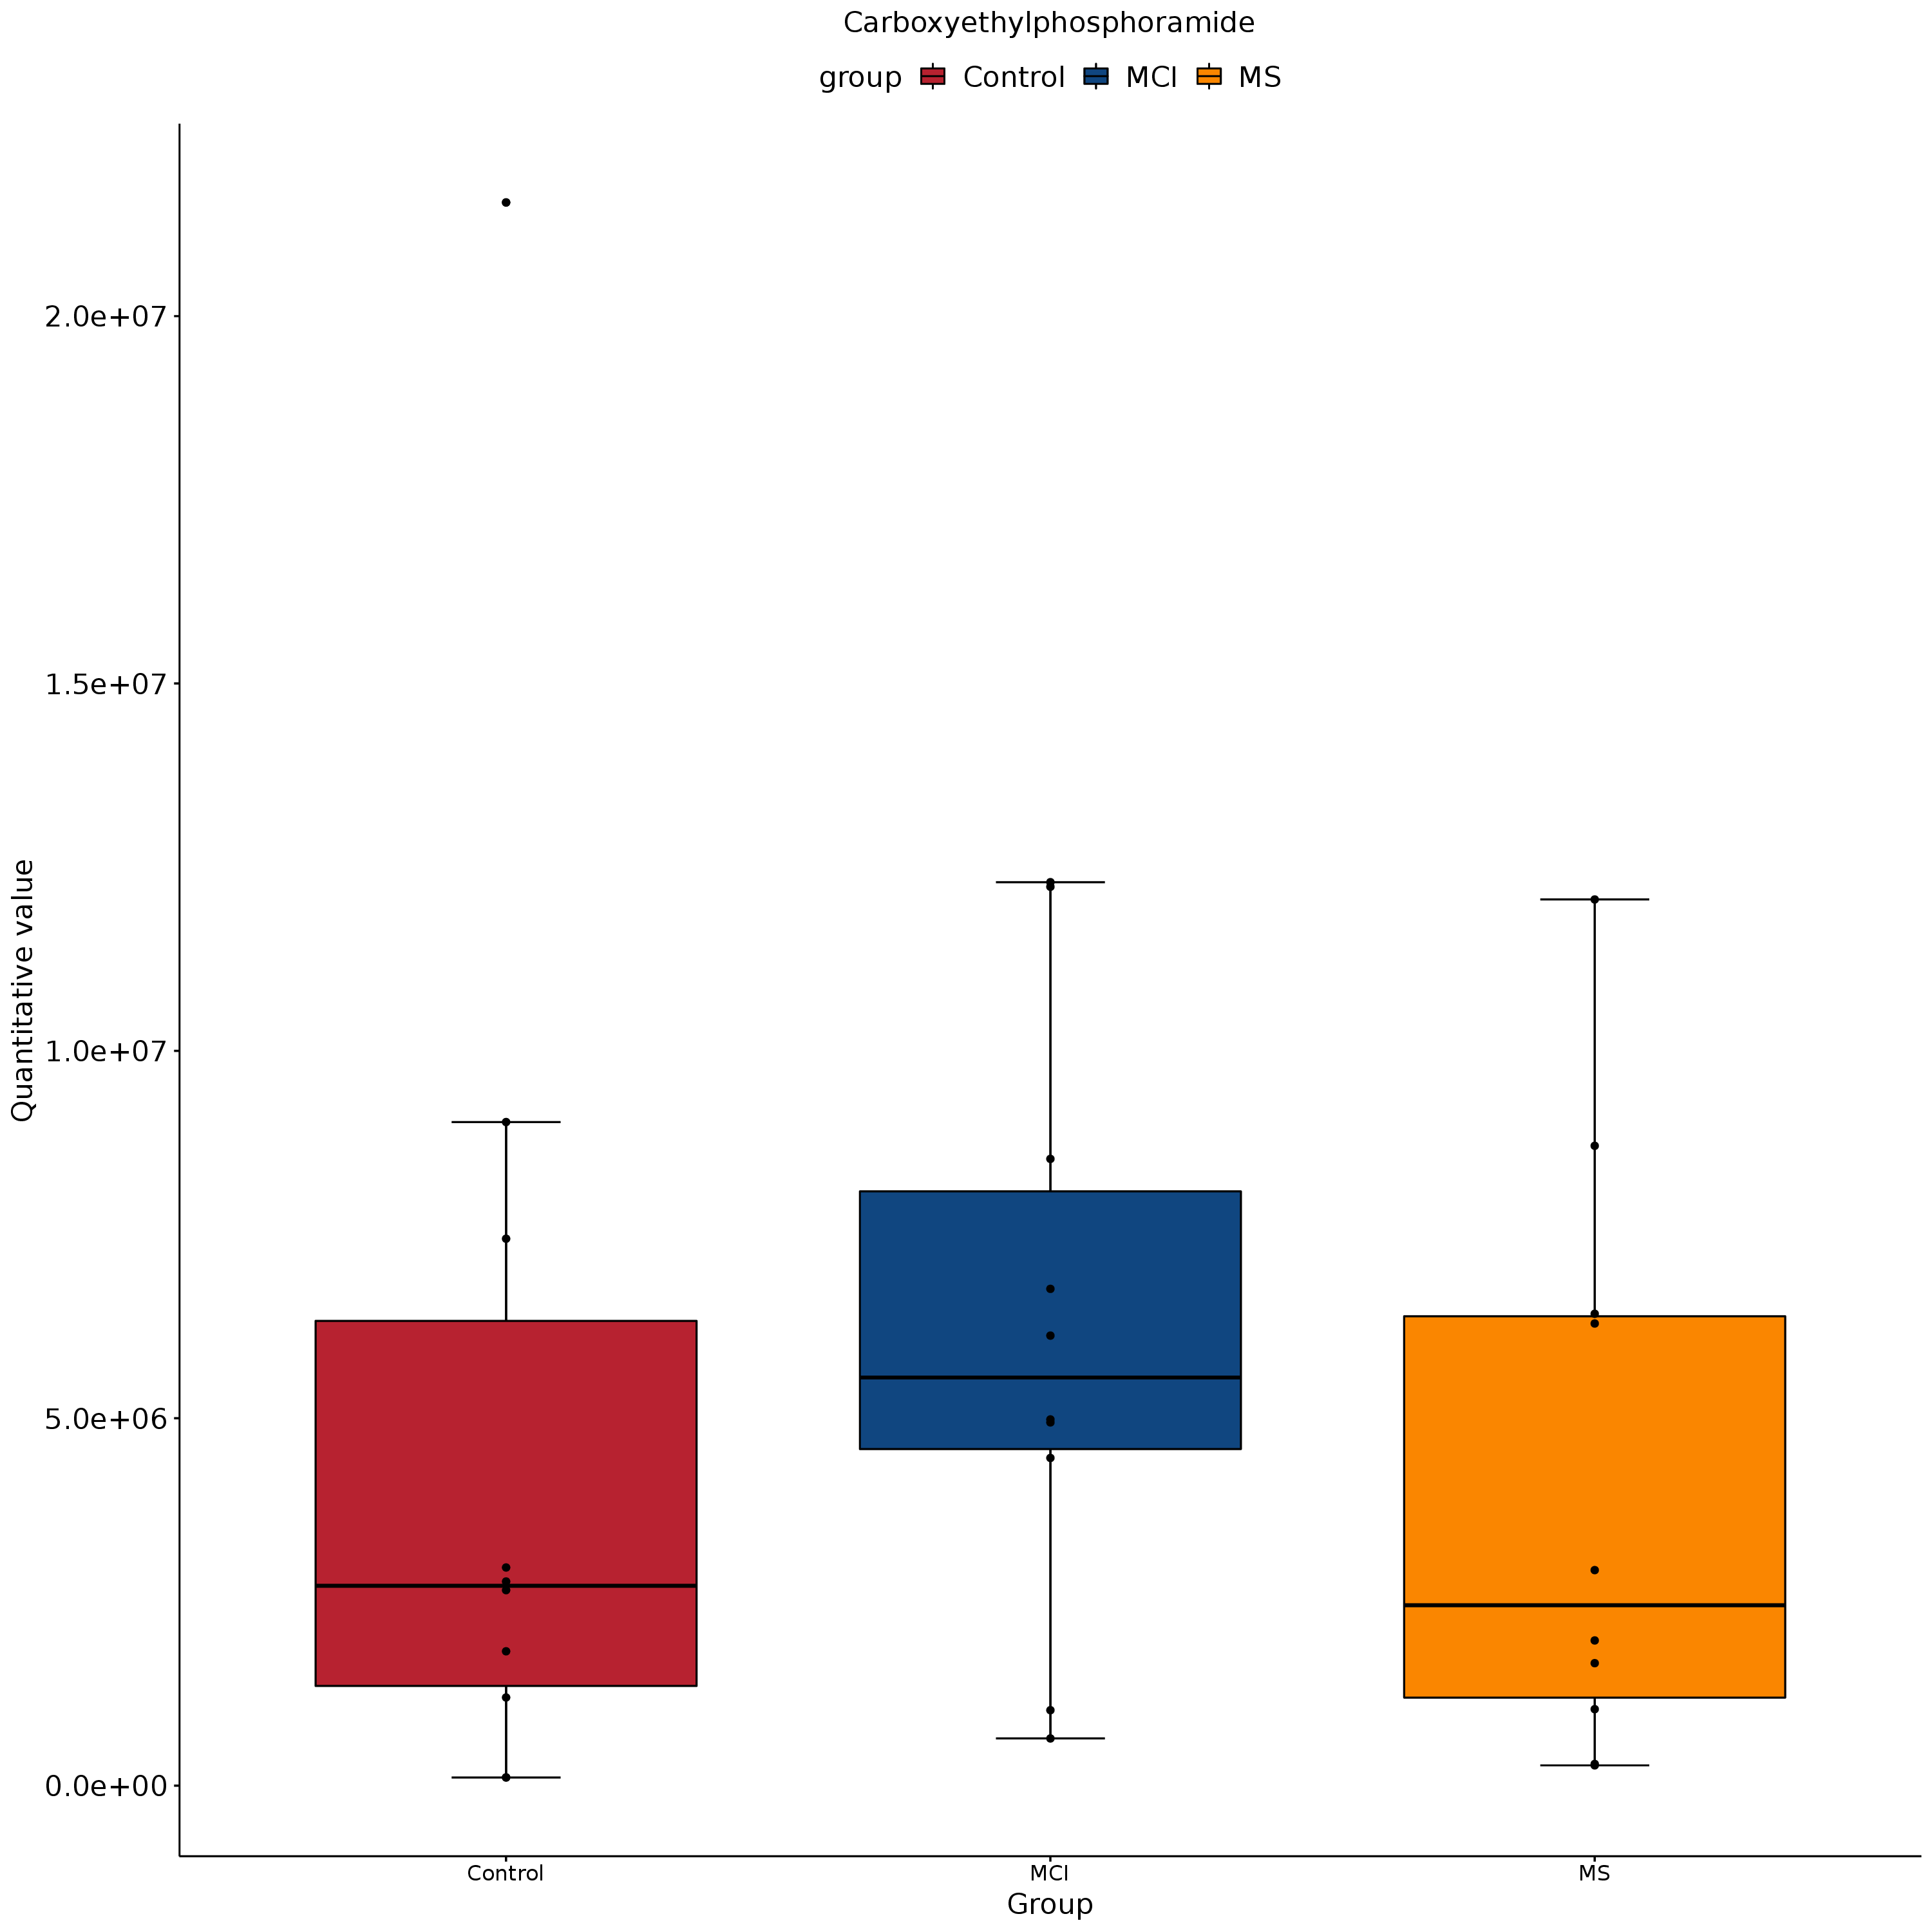 Carboxyethylphosphoramide
group Control MCI MS
Quantitative value
2.0e+07
1.5e+07
1.0e+07
5.0e+06
0.0e+00
Control MCI MS
Group